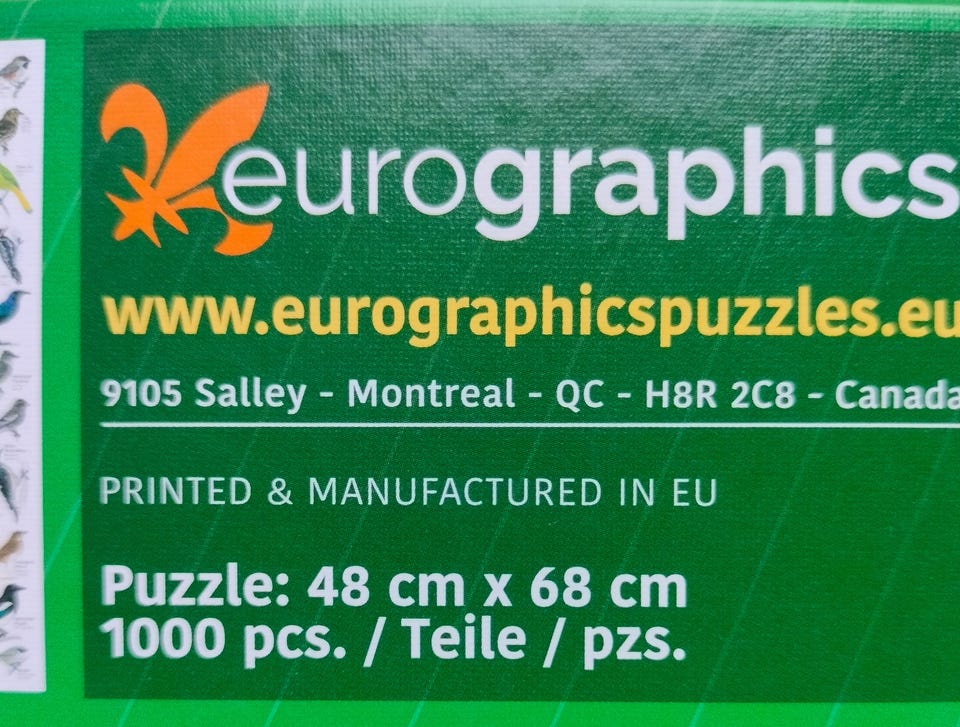 eurographics
www.eurographicspuzzles.eu
9105 Salley - Montreal - QC - H8R 2C8 - Canada
PRINTED & MANUFACTURED IN EU
Puzzle: 48 cm x 68 cm
1000 pcs. / Teile / pzs.